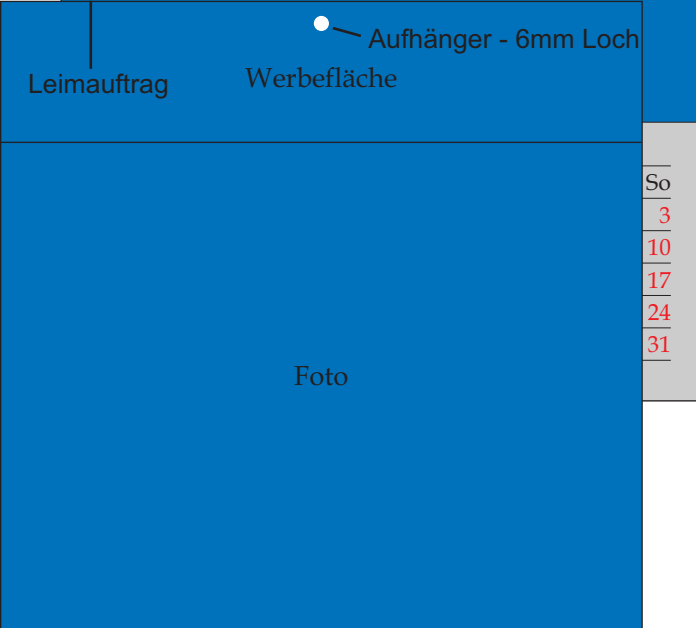 Aufhänger - 6mm Loch
Leimauftrag
Werbefläche
So
3
10
17
24
31
Foto